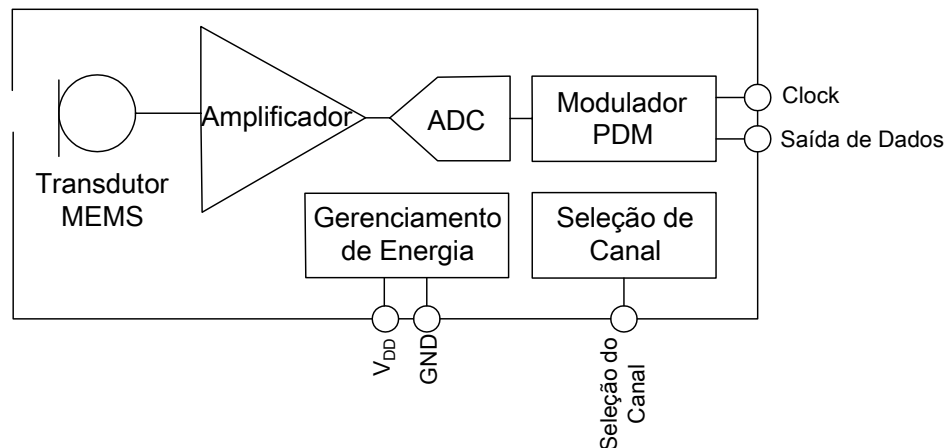 Transdutor
MEMS
Amplificador
ADC
Modulador
PDM
Clock
Saída de Dados
Gerenciamento
de Energia
Seleção de
Canal
VDD
GND
Seleção do
Canal